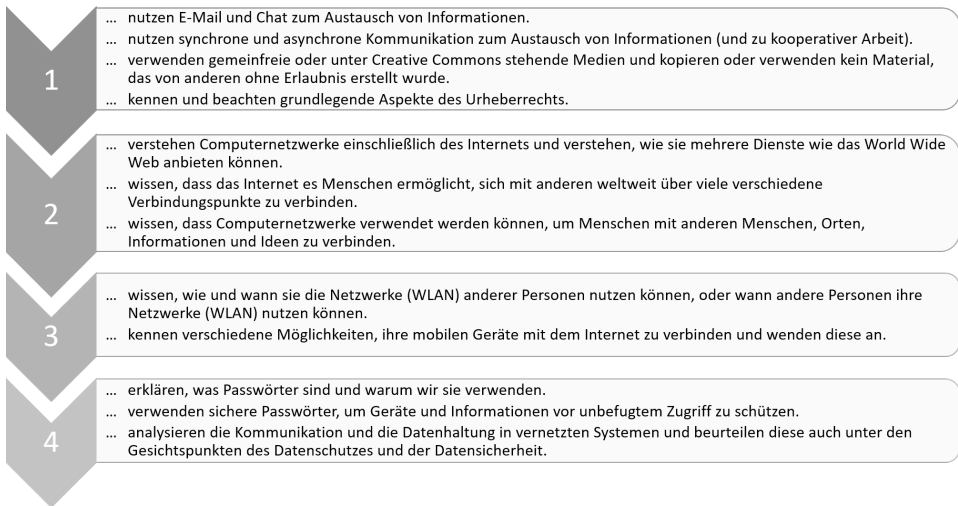 1
... nutzen E-Mail und Chat zum Austausch von Informationen.
... nutzen synchrone und asynchrone Kommunikation zum Austausch von Informationen (und zu kooperativer Arbeit).
... verwenden gemeinfreie oder unter Creative Commons stehende Medien und kopieren oder verwenden kein Material,
das von anderen ohne Erlaubnis erstellt wurde.
... kennen und beachten grundlegende Aspekte des Urheberrechts.
2
... verstehen Computernetzwerke einschließlich des Internets und verstehen, wie sie mehrere Dienste wie das World Wide
Web anbieten können.
... wissen, dass das Internet es Menschen ermöglicht, sich mit anderen weltweit über viele verschiedene
Verbindungspunkte zu verbinden.
... wissen, dass Computernetzwerke verwendet werden können, um Menschen mit anderen Menschen, Orten,
Informationen und Ideen zu verbinden.
3
... wissen, wie und wann sie die Netzwerke (WLAN) anderer Personen nutzen können, oder wann andere Personen ihre
Netzwerke (WLAN) nutzen können.
... kennen verschiedene Möglichkeiten, ihre mobilen Geräte mit dem Internet zu verbinden und wenden diese an.
4
... erklären, was Passwörter sind und warum wir sie verwenden.
... verwenden sichere Passwörter, um Geräte und Informationen vor unbefugtem Zugriff zu schützen.
... analysieren die Kommunikation und die Datenhaltung in vernetzten Systemen und beurteilen diese auch unter den
Gesichtspunkten des Datenschutzes und der Datensicherheit.